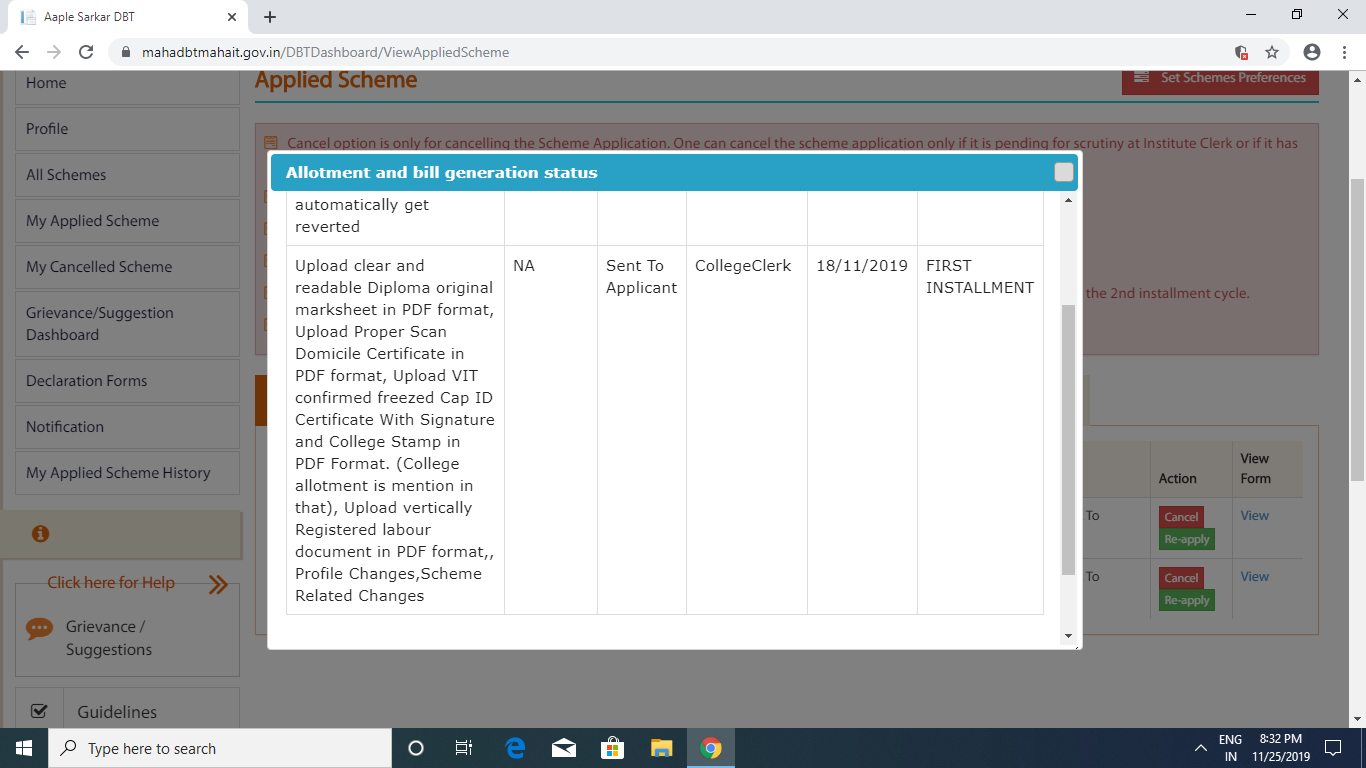 Aaple Sarkar DBT
mahadbtmahait.gov.in/DBTDashboard/ViewAppliedScheme
Home
Profile
All Schemes
My Applied Scheme
My Cancelled Scheme
Grievance/Suggestion
Dashboard
Declaration Forms
Notification
My Applied Scheme History
Click here for Help
Grievance /
Suggestions
Guidelines
Applied Scheme
Set Schemes Preferences
Cancel option is only for cancelling the Scheme Application. One can cancel the scheme application only if it is pending for scrutiny at Institute Clerk or if it has
the 2nd installment cycle.
Allotment and bill generation status
automatically get
reverted
Upload clear and
readable Diploma original
marksheet in PDF format,
Upload Proper Scan
Domicile Certificate in
PDF format, Upload VIT
confirmed freezed Cap ID
Certificate With Signature
and College Stamp in
PDF Format. (College
allotment is mention in
that), Upload vertically
Registered labour
document in PDF format,,
Profile Changes,Scheme
Related Changes
NA
Sent To
Applicant
CollegeClerk
18/11/2019
FIRST
INSTALLMENT
Action
View
Form
To
Cancel
Re-apply
View
To
Cancel
Re-apply
View
Type here to search
ENG
IN
8:32 PM
11/25/2019